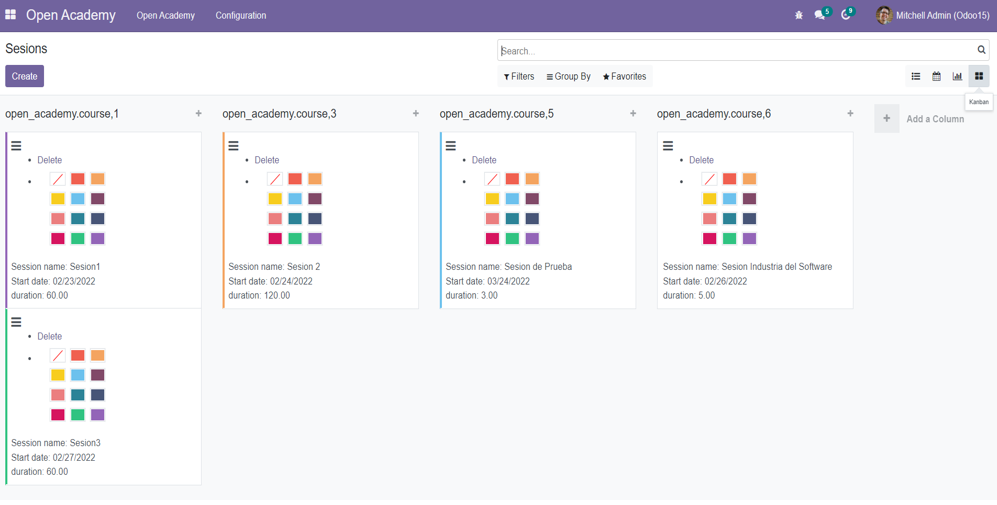 Open Academy Open Academy Configuration 5 9 Mitchell Admin (Odoo15)
Sesions
Search...
Create
Filters Group By Favorites
Kanban
open_academy.course,1 + open_academy.course,3 + open_academy.course,5 + open_academy.course,6 + + Add a Column
Delete Delete Delete Delete
Session name: Sesion1 Session name: Sesion 2 Session name: Sesion de Prueba Session name: Sesion Industria del Software
Start date: 02/23/2022 Start date: 02/24/2022 Start date: 03/24/2022 Start date: 02/26/2022
duration: 60.00 duration: 120.00 duration: 3.00 duration: 5.00
Delete
Session name: Sesion3
Start date: 02/27/2022
duration: 60.00